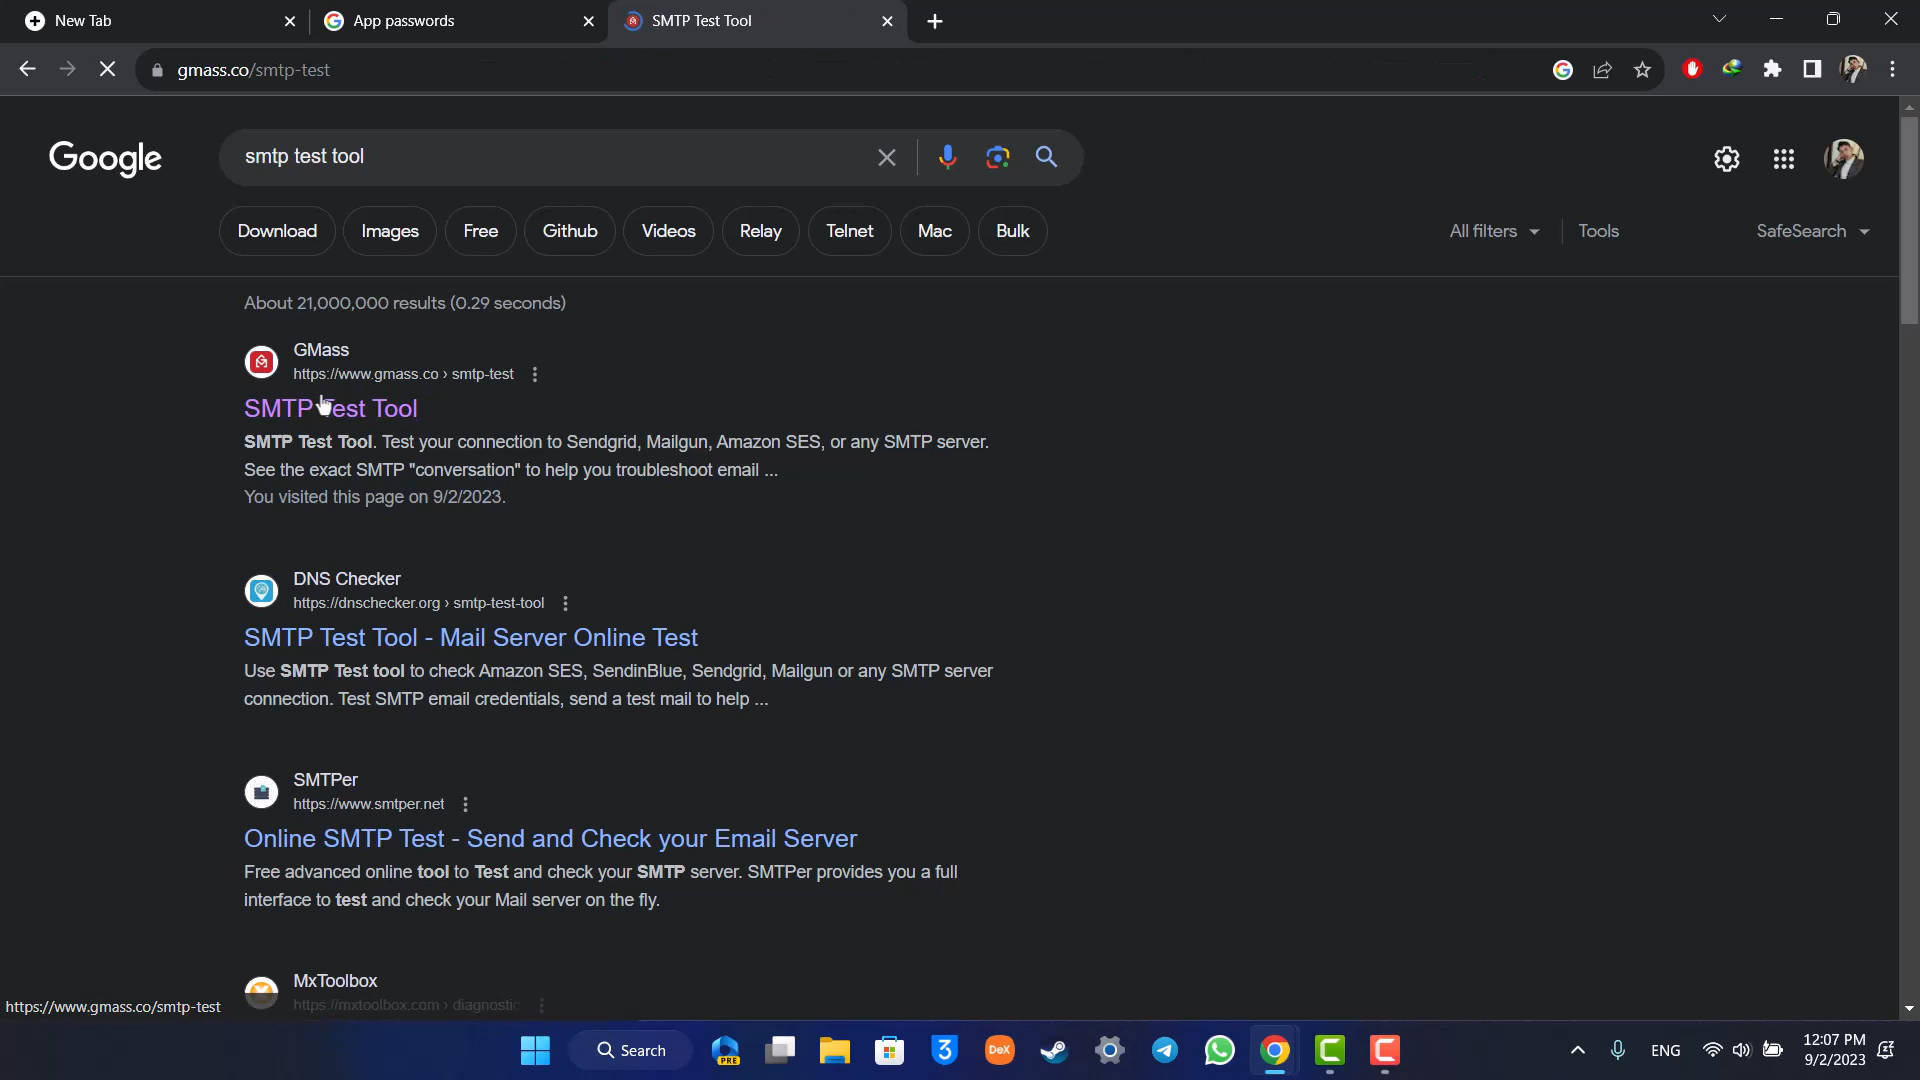 New Tab
App passwords
SMTP Test Tool
gmass.co/smtp-test
Google
smtp test tool
Download
Images
Free
Github
Videos
Relay
Telnet
Mac
Bulk
All filters
Tools
SafeSearch
About 21,000,000 results (0.29 seconds)
GMass
https://www.gmass.co › smtp-test
SMTP Test Tool
SMTP Test Tool. Test your connection to Sendgrid, Mailgun, Amazon SES, or any SMTP server.
See the exact SMTP "conversation" to help you troubleshoot email ...
You visited this page on 9/2/2023.
DNS Checker
https://dnschecker.org › smtp-test-tool
SMTP Test Tool - Mail Server Online Test
Use SMTP Test tool to check Amazon SES, SendinBlue, Sendgrid, Mailgun or any SMTP server
connection. Test SMTP email credentials, send a test mail to help ...
SMTPer
https://www.smtper.net
Online SMTP Test - Send and Check your Email Server
Free advanced online tool to Test and check your SMTP server. SMTPer provides you a full
interface to test and check your Mail server on the fly.
MxToolbox
https://mxtoolbox.com › diagnostic
https://www.gmass.co/smtp-test
Search
PRE
3
DeX
ENG
12:07 PM
9/2/2023